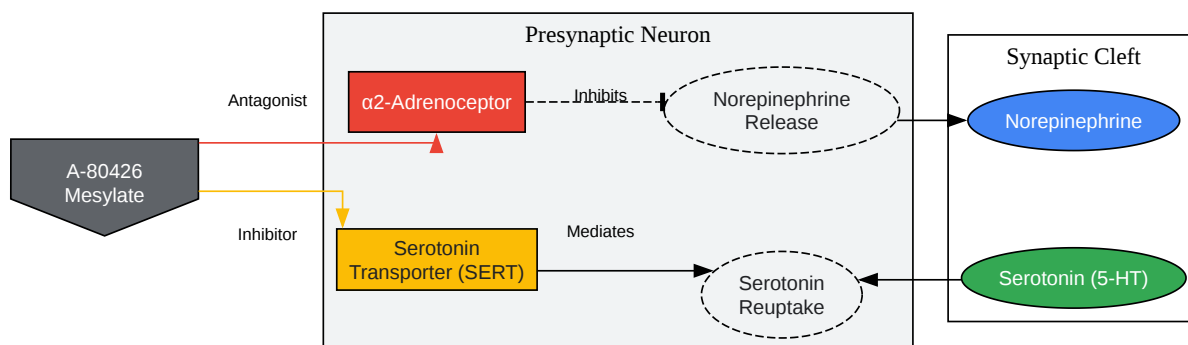 Presynaptic Neuron
Synaptic Cleft
Antagonist
α2-Adrenoceptor
Inhibits
Norepinephrine
Release
Norepinephrine
A-80426
Mesylate
Inhibitor
Serotonin
Transporter (SERT)
Mediates
Serotonin
Reuptake
Serotonin (5-HT)